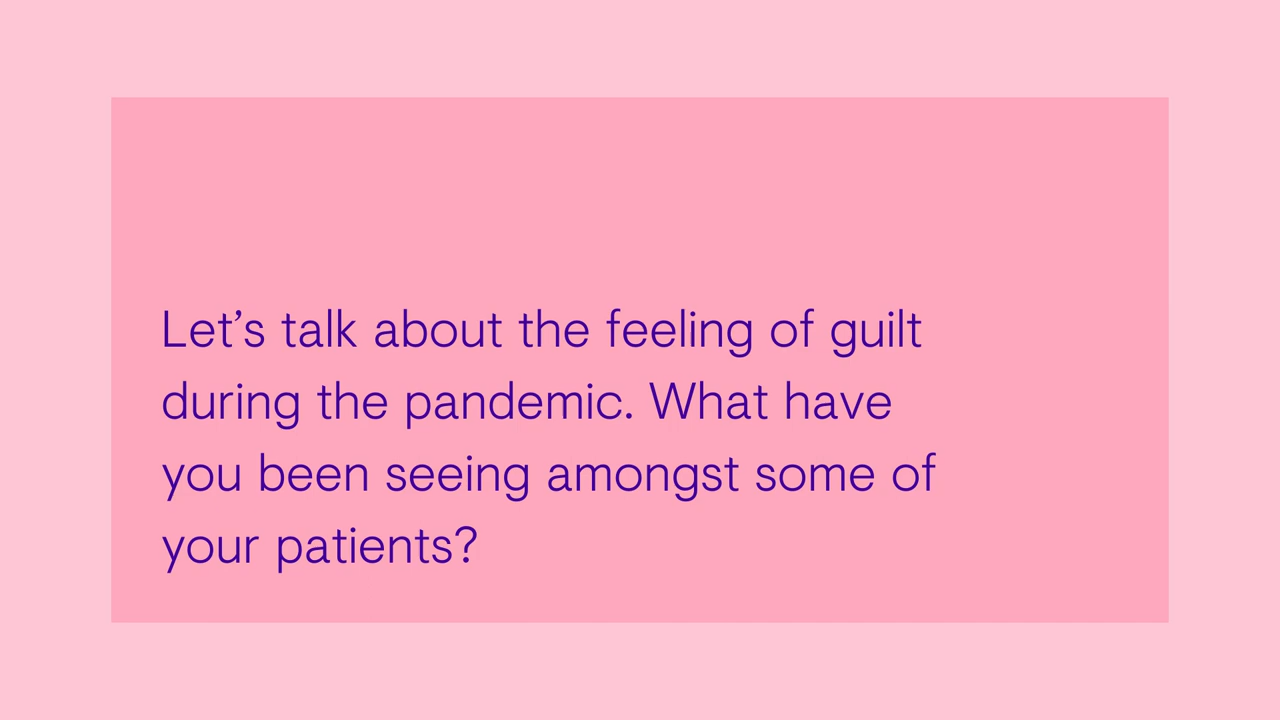 Let’s talk about the feeling of guilt
during the pandemic. What have
you been seeing amongst some of
your patients?